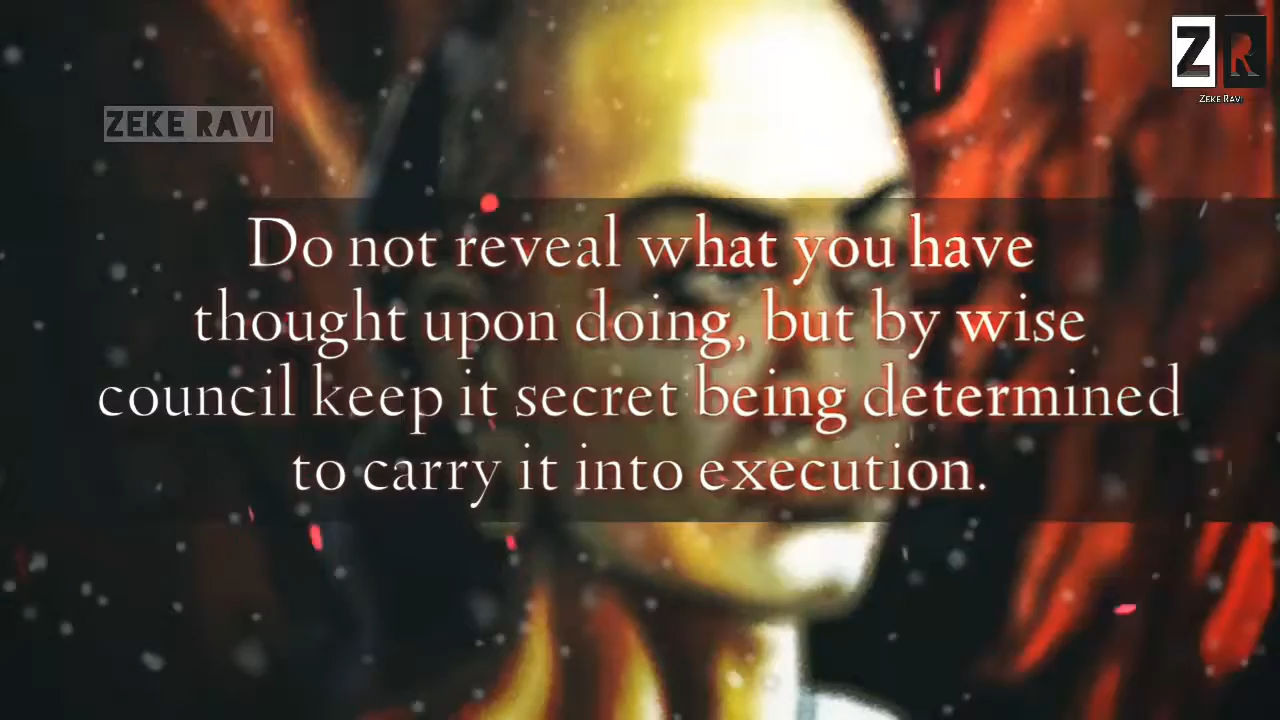 ZR
ZEKE RAVI
ZEKE RAVI
Do not reveal what you have
thought upon doing, but by wise
council keep it secret being determined
to carry it into execution.